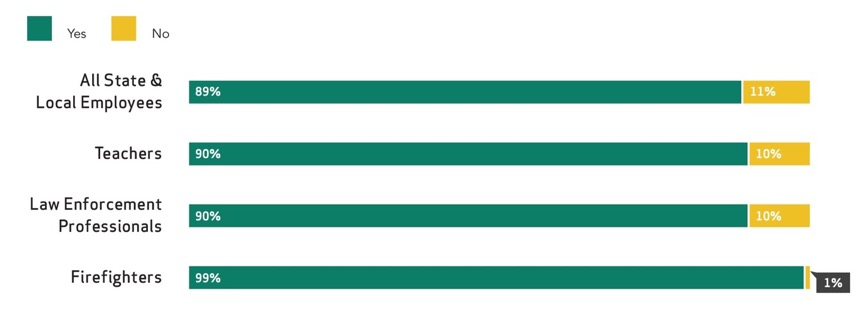 Yes No
All State &
Local Employees
89% 11%
Teachers
90% 10%
Law Enforcement
Professionals
90% 10%
Firefighters
99%
1%